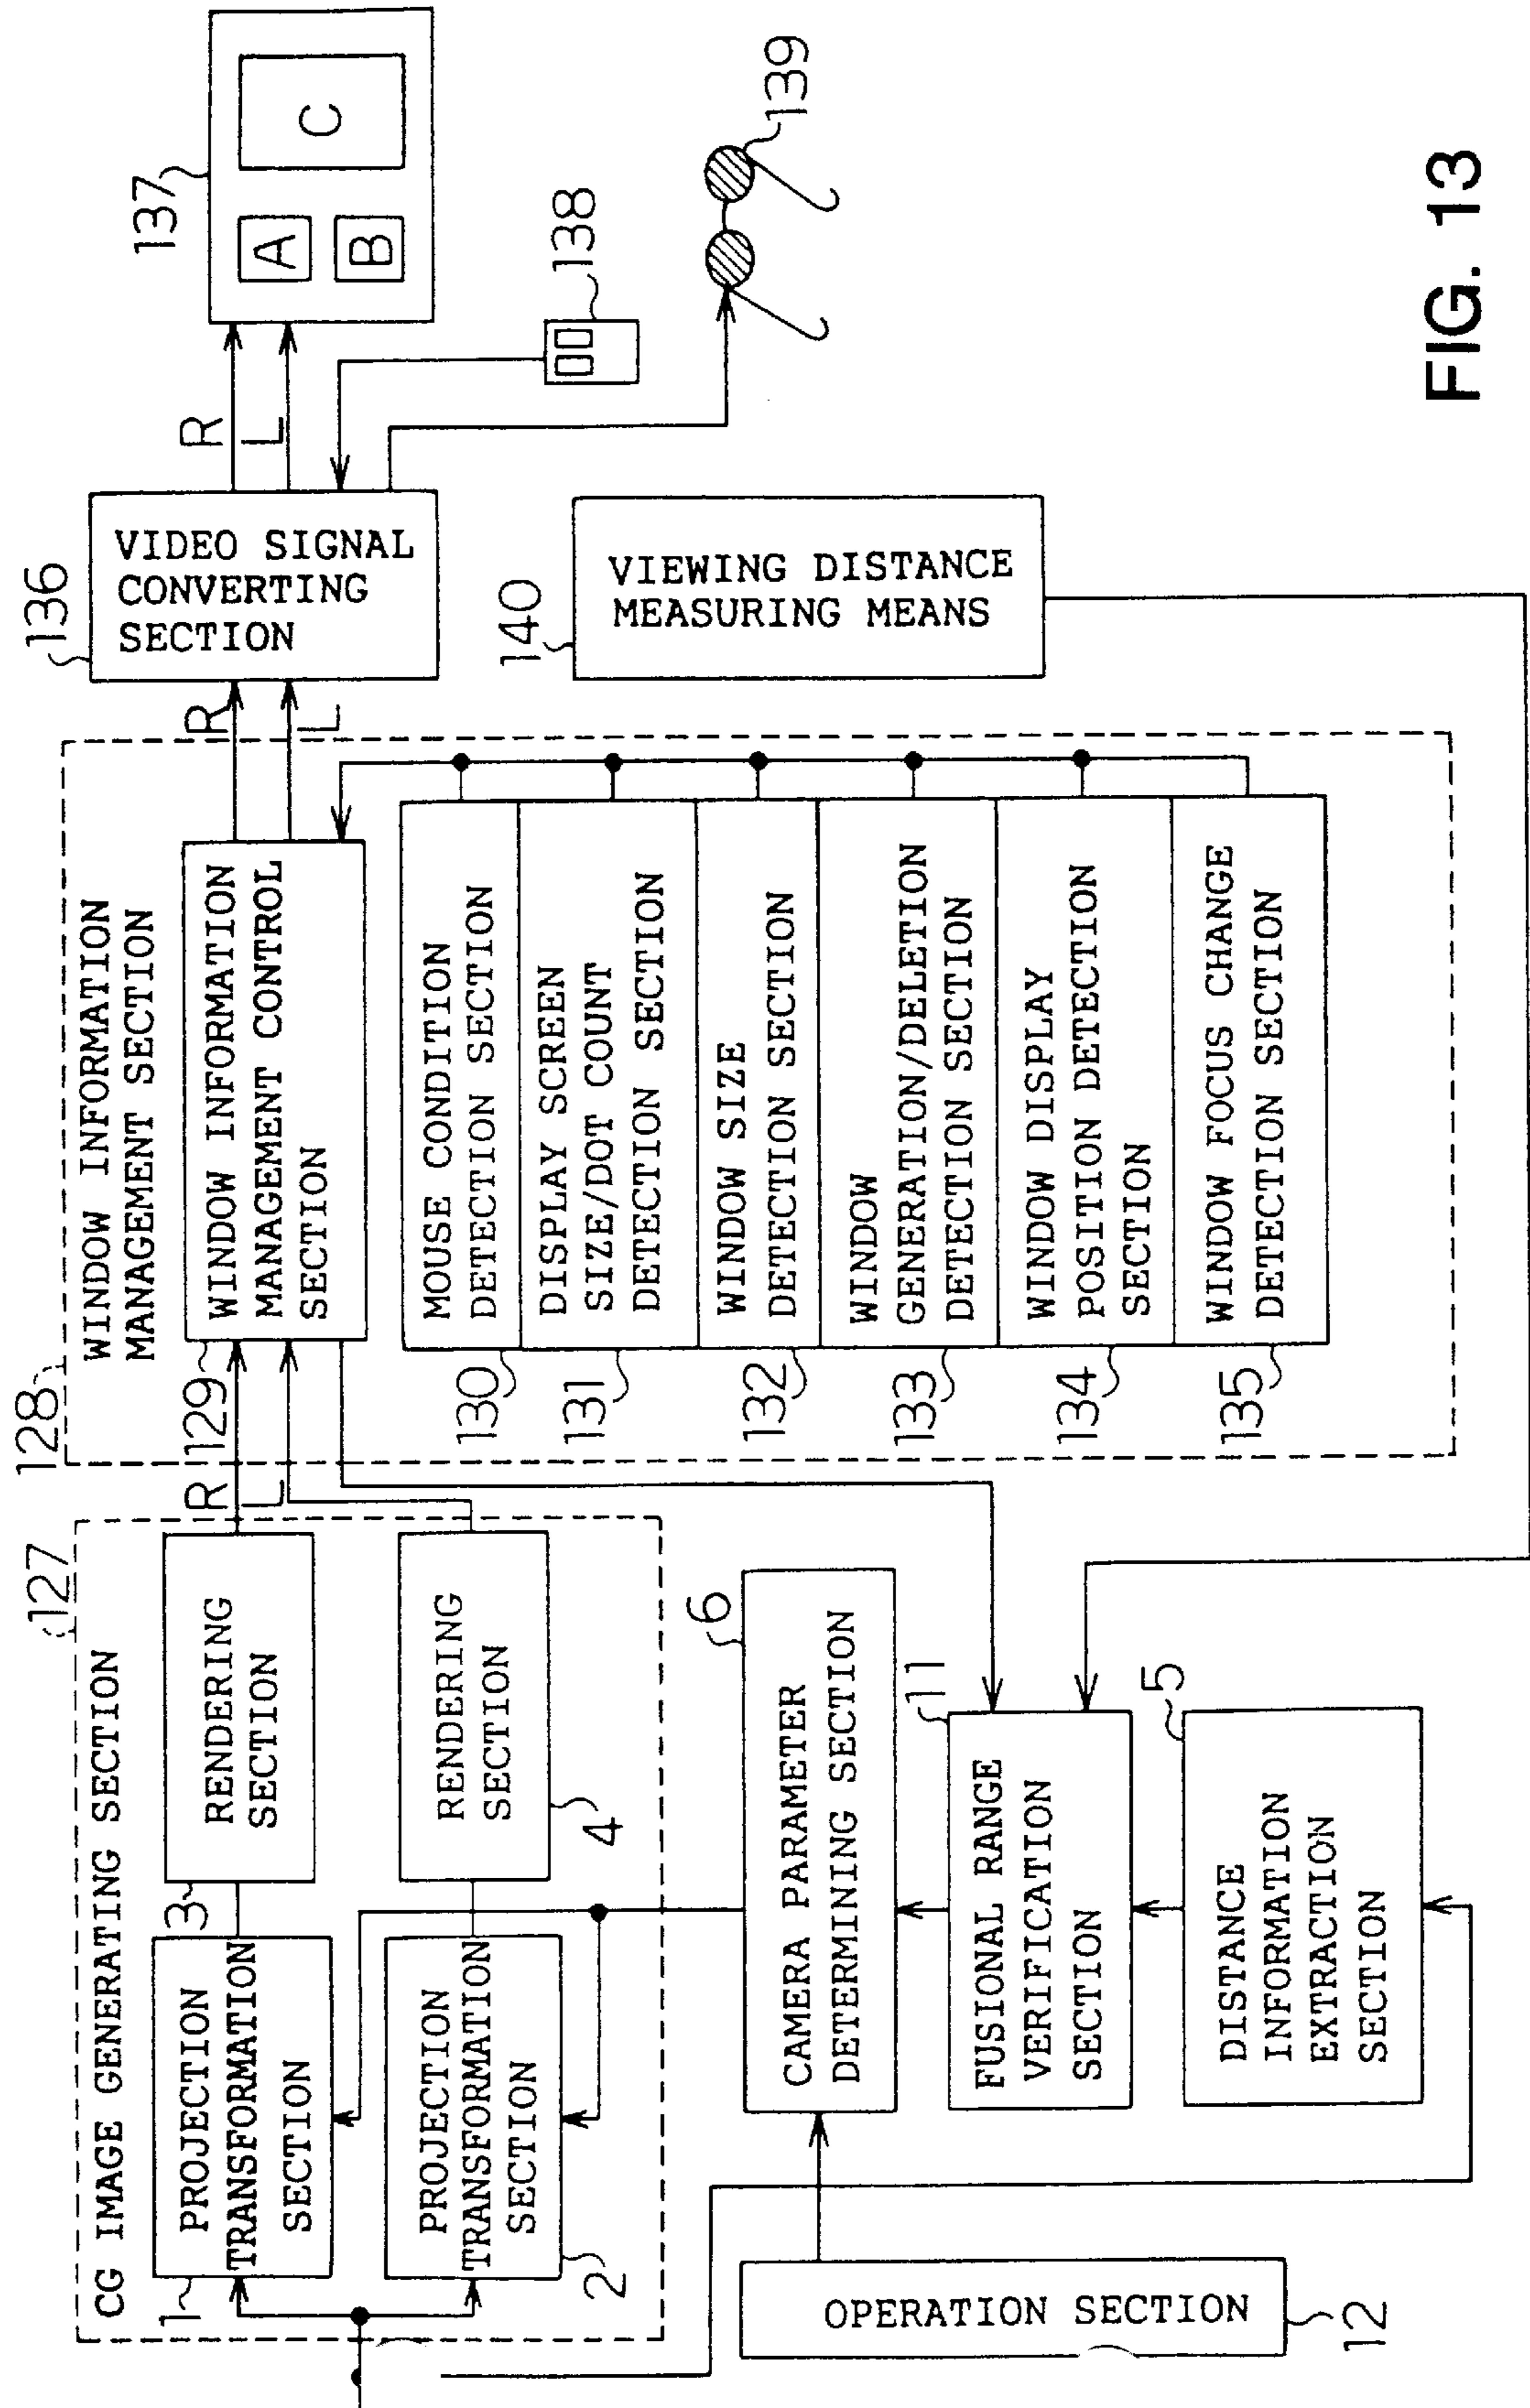 127
CG IMAGE GENERATING SECTION
1
PROJECTION
TRANSFORMATION
SECTION
3
RENDERING
SECTION
2
PROJECTION
TRANSFORMATION
SECTION
4
RENDERING
SECTION
R
L
128
WINDOW INFORMATION
MANAGEMENT SECTION
129
WINDOW INFORMATION
MANAGEMENT CONTROL
SECTION
130
MOUSE CONDITION
DETECTION SECTION
131
DISPLAY SCREEN
SIZE/DOT COUNT
DETECTION SECTION
132
WINDOW SIZE
DETECTION SECTION
133
WINDOW
GENERATION/DELETION
DETECTION SECTION
134
WINDOW DISPLAY
POSITION DETECTION
SECTION
135
WINDOW FOCUS CHANGE
DETECTION SECTION
R
L
136
VIDEO SIGNAL
CONVERTING
SECTION
R
L
137
A
B
C
138
139
140
VIEWING DISTANCE
MEASURING MEANS
6
CAMERA PARAMETER
DETERMINING SECTION
11
FUSIONAL RANGE
VERIFICATION
SECTION
5
DISTANCE
INFORMATION
EXTRACTION
SECTION
OPERATION SECTION
12
FIG. 13